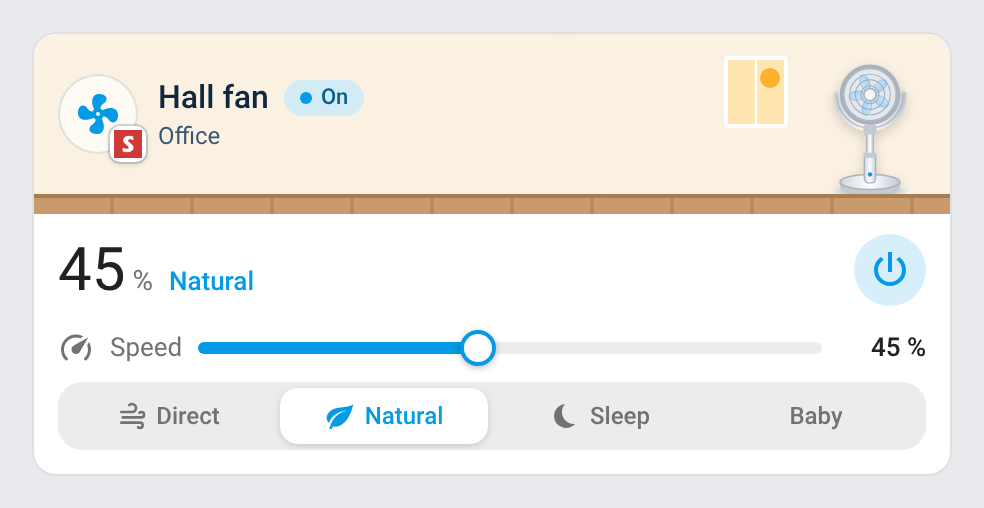 Hall fan
On
Office
S
45 % Natural
Speed 45 %
Direct Natural Sleep Baby